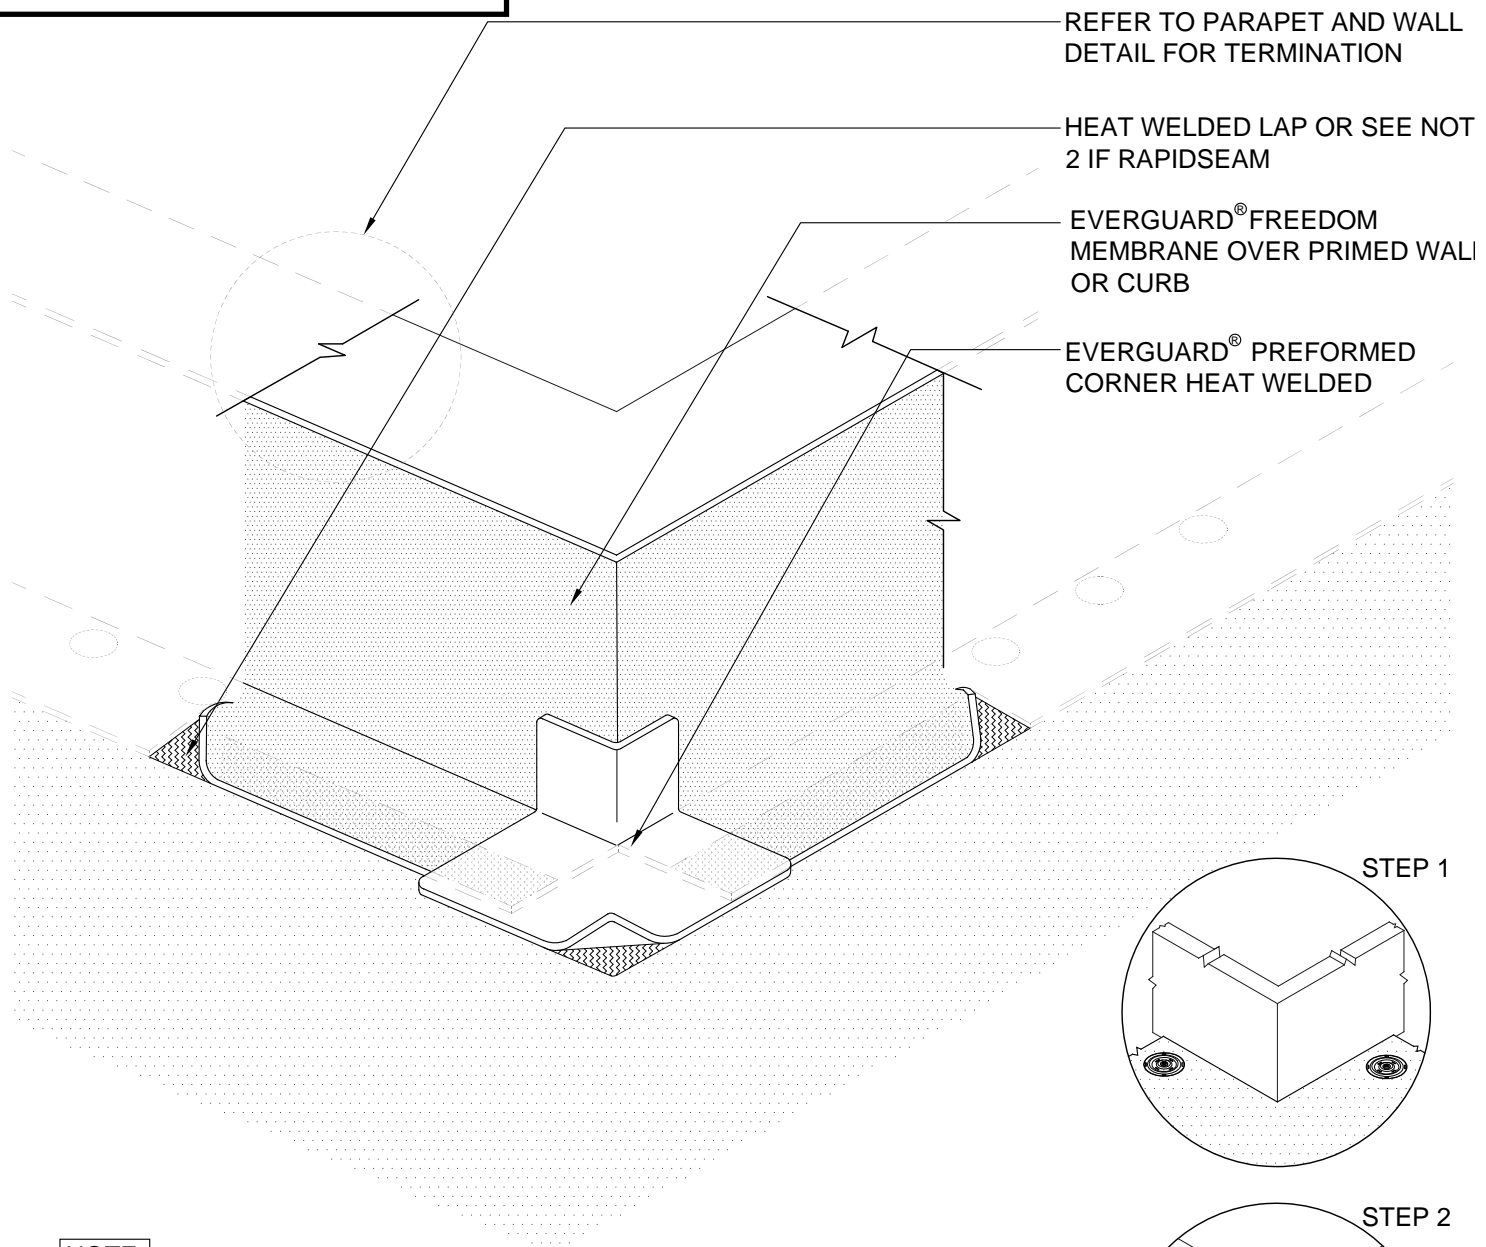 REFER TO PARAPET AND WALL
DETAIL FOR TERMINATION
HEAT WELDED LAP OR SEE NOT
2 IF RAPIDSEAM
EVERGUARD® FREEDOM
MEMBRANE OVER PRIMED WAL
OR CURB
EVERGUARD® PREFORMED
CORNER HEAT WELDED
STEP 1
STEP 2